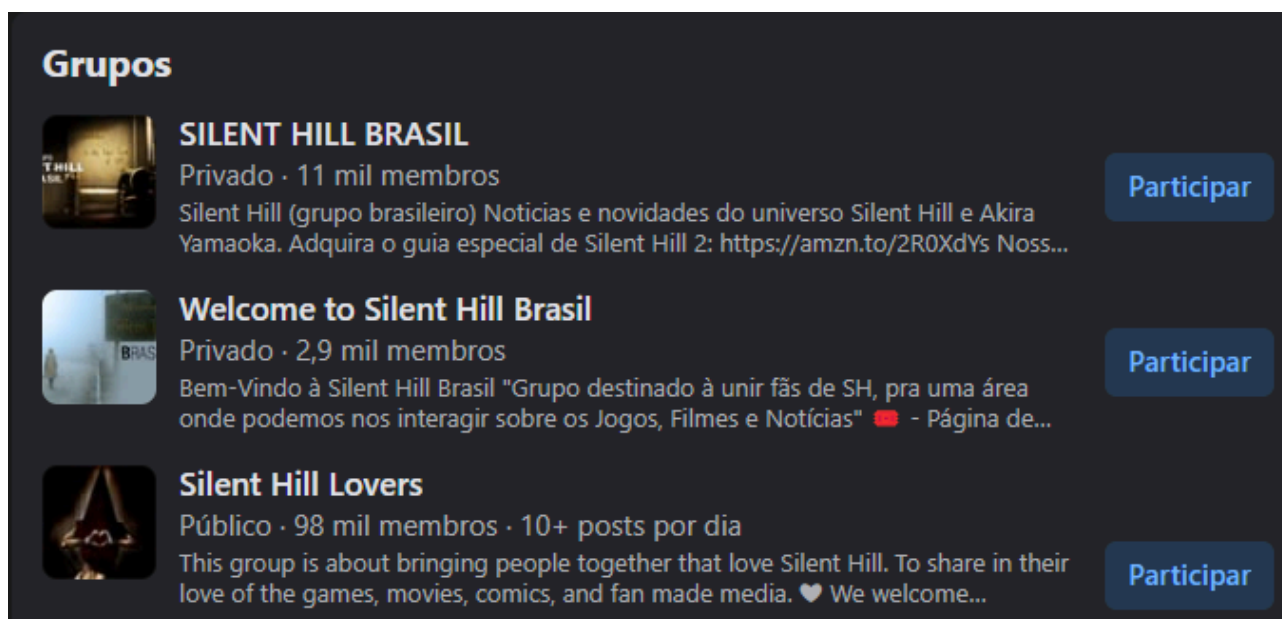 Grupos
SILENT HILL BRASIL
Privado · 11 mil membros
Silent Hill (grupo brasileiro) Noticias e novidades do universo Silent Hill e Akira
Yamaoka. Adquira o guia especial de Silent Hill 2: https://amzn.to/2R0XdYs Noss...
Participar
Welcome to Silent Hill Brasil
Privado · 2,9 mil membros
Bem-Vindo à Silent Hill Brasil "Grupo destinado à unir fãs de SH, pra uma área
onde podemos nos interagir sobre os Jogos, Filmes e Notícias" 🎟️ - Página de...
Participar
BRAS
Silent Hill Lovers
Público · 98 mil membros · 10+ posts por dia
This group is about bringing people together that love Silent Hill. To share in their
love of the games, movies, comics, and fan made media. 🖤 We welcome...
Participar